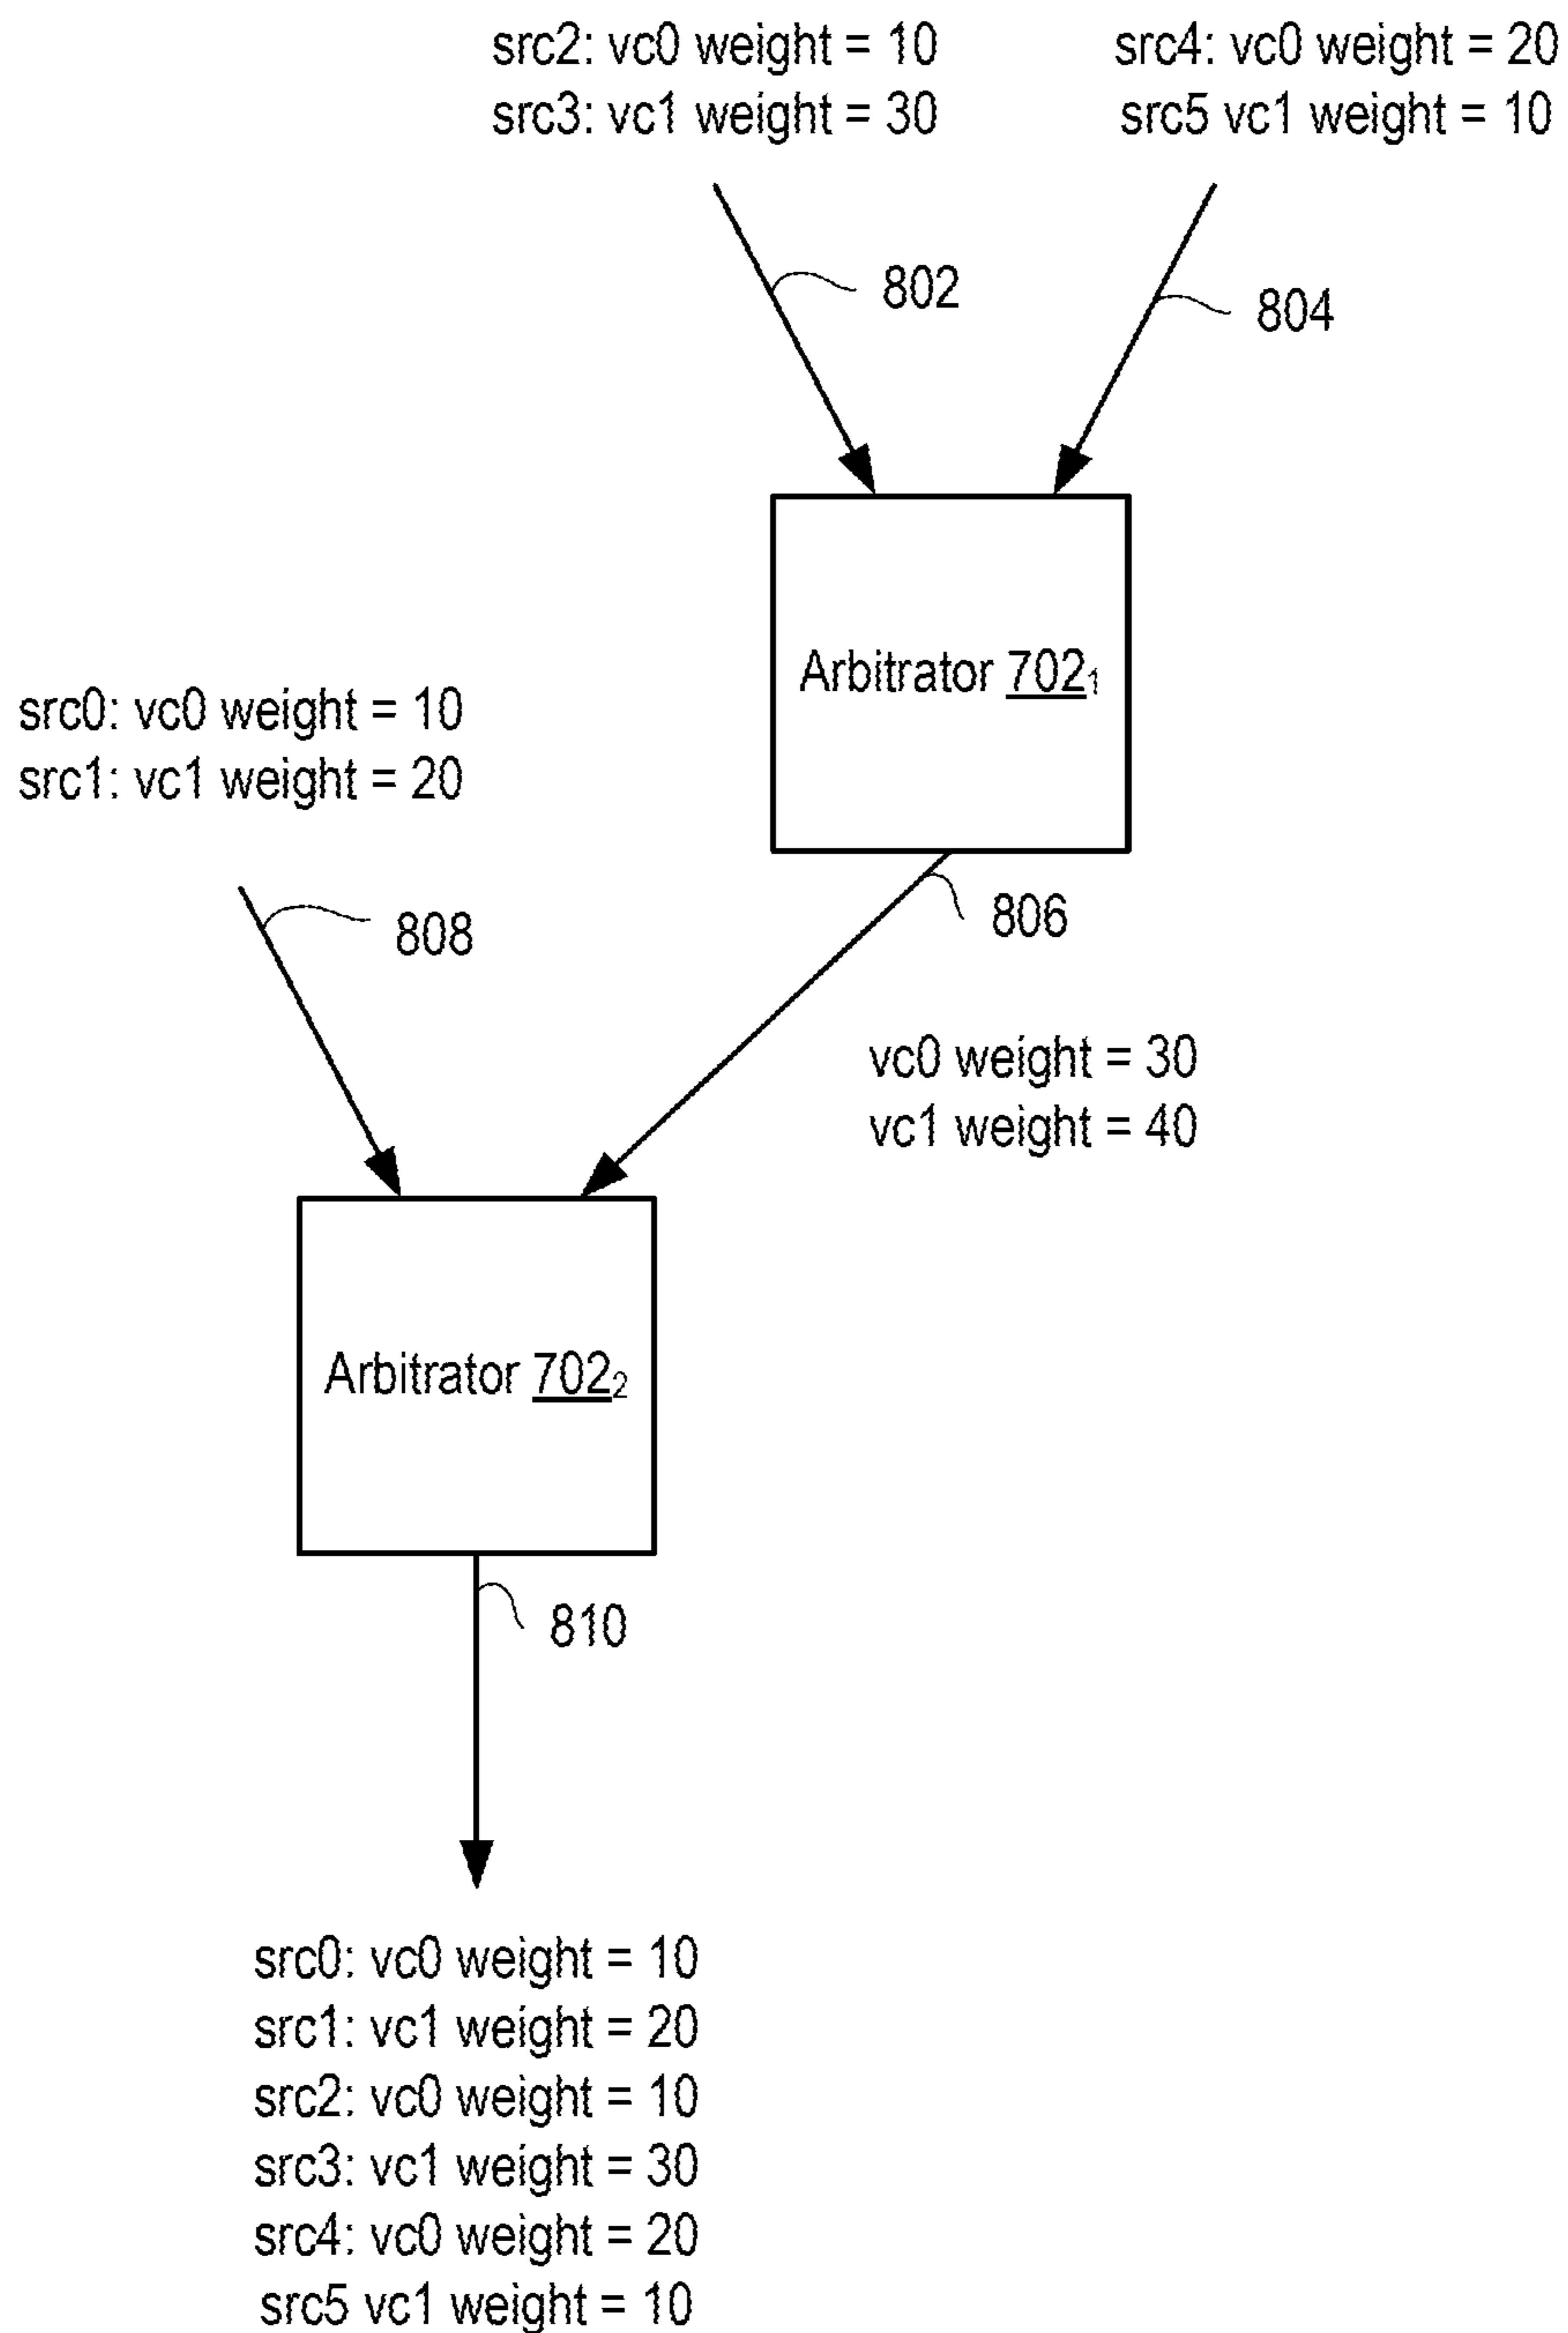 src2: vc0 weight = 10
src3: vc1 weight = 30
src4: vc0 weight = 20
src5 vc1 weight = 10
802
804
Arbitrator 702₁
src0: vc0 weight = 10
src1: vc1 weight = 20
808
806
vc0 weight = 30
vc1 weight = 40
Arbitrator 702₂
810
src0: vc0 weight = 10
src1: vc1 weight = 20
src2: vc0 weight = 10
src3: vc1 weight = 30
src4: vc0 weight = 20
src5 vc1 weight = 10